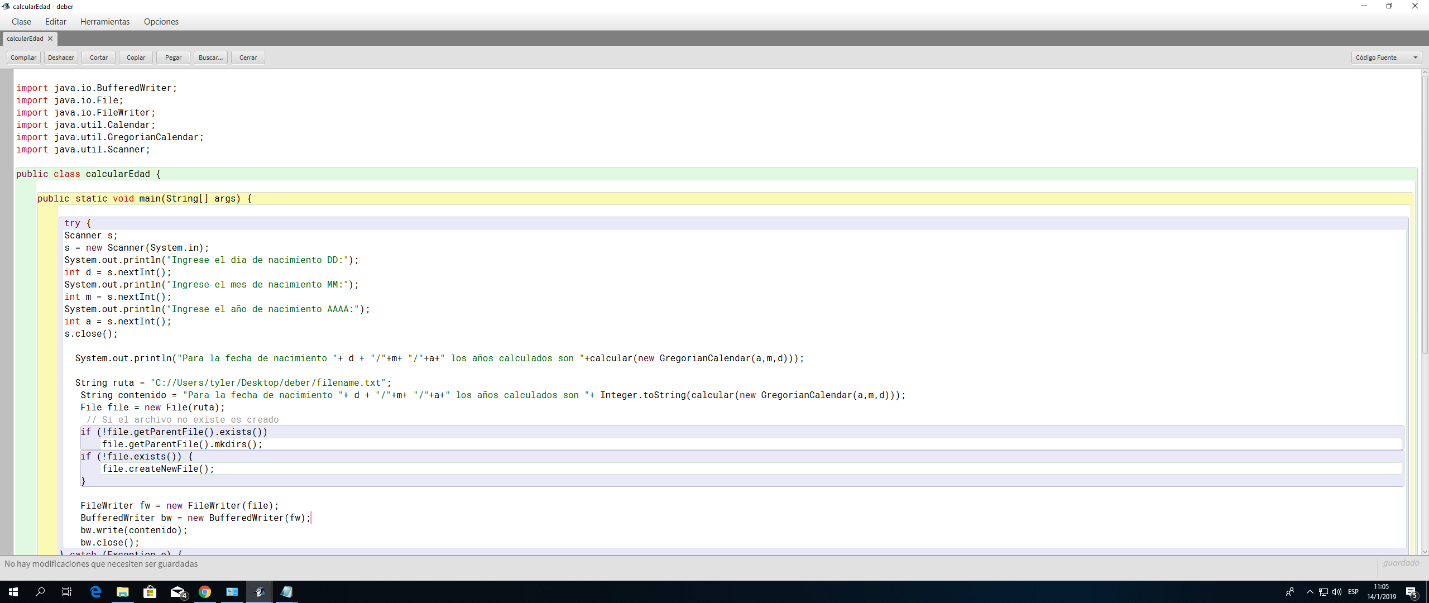 calcularEdad - deber
Clase Editar Herramientas Opciones
calcularEdad
Compilar Deshacer Cortar Copiar Pegar Buscar... Cerrar Código Fuente
import java.io.BufferedWriter;
import java.io.File;
import java.io.FileWriter;
import java.util.Calendar;
import java.util.GregorianCalendar;
import java.util.Scanner;
public class calcularEdad {
public static void main(String[] args) {
try {
Scanner s;
s = new Scanner(System.in);
System.out.println("Ingrese el dia de nacimiento DD:");
int d = s.nextInt();
System.out.println("Ingrese el mes de nacimiento MM:");
int m = s.nextInt();
System.out.println("Ingrese el año de nacimiento AAAA:");
int a = s.nextInt();
s.close();
System.out.println("Para la fecha de nacimiento "+ d + "/"+m+ "/"+a+" los años calculados son "+calcular(new GregorianCalendar(a,m,d)));
String ruta = "C://Users/tyler/Desktop/deber/filename.txt";
String contenido = "Para la fecha de nacimiento "+ d + "/"+m+ "/"+a+" los años calculados son "+ Integer.toString(calcular(new GregorianCalendar(a,m,d)));
File file = new File(ruta);
// Si el archivo no existe es creado
if (!file.getParentFile().exists())
file.getParentFile().mkdirs();
if (!file.exists()) {
file.createNewFile();
}
FileWriter fw = new FileWriter(file);
BufferedWriter bw = new BufferedWriter(fw);
bw.write(contenido);
bw.close();
} catch (Exception e) {
No hay modificaciones que necesiten ser guardadas
guardado
ESP
11:05
14/1/2019